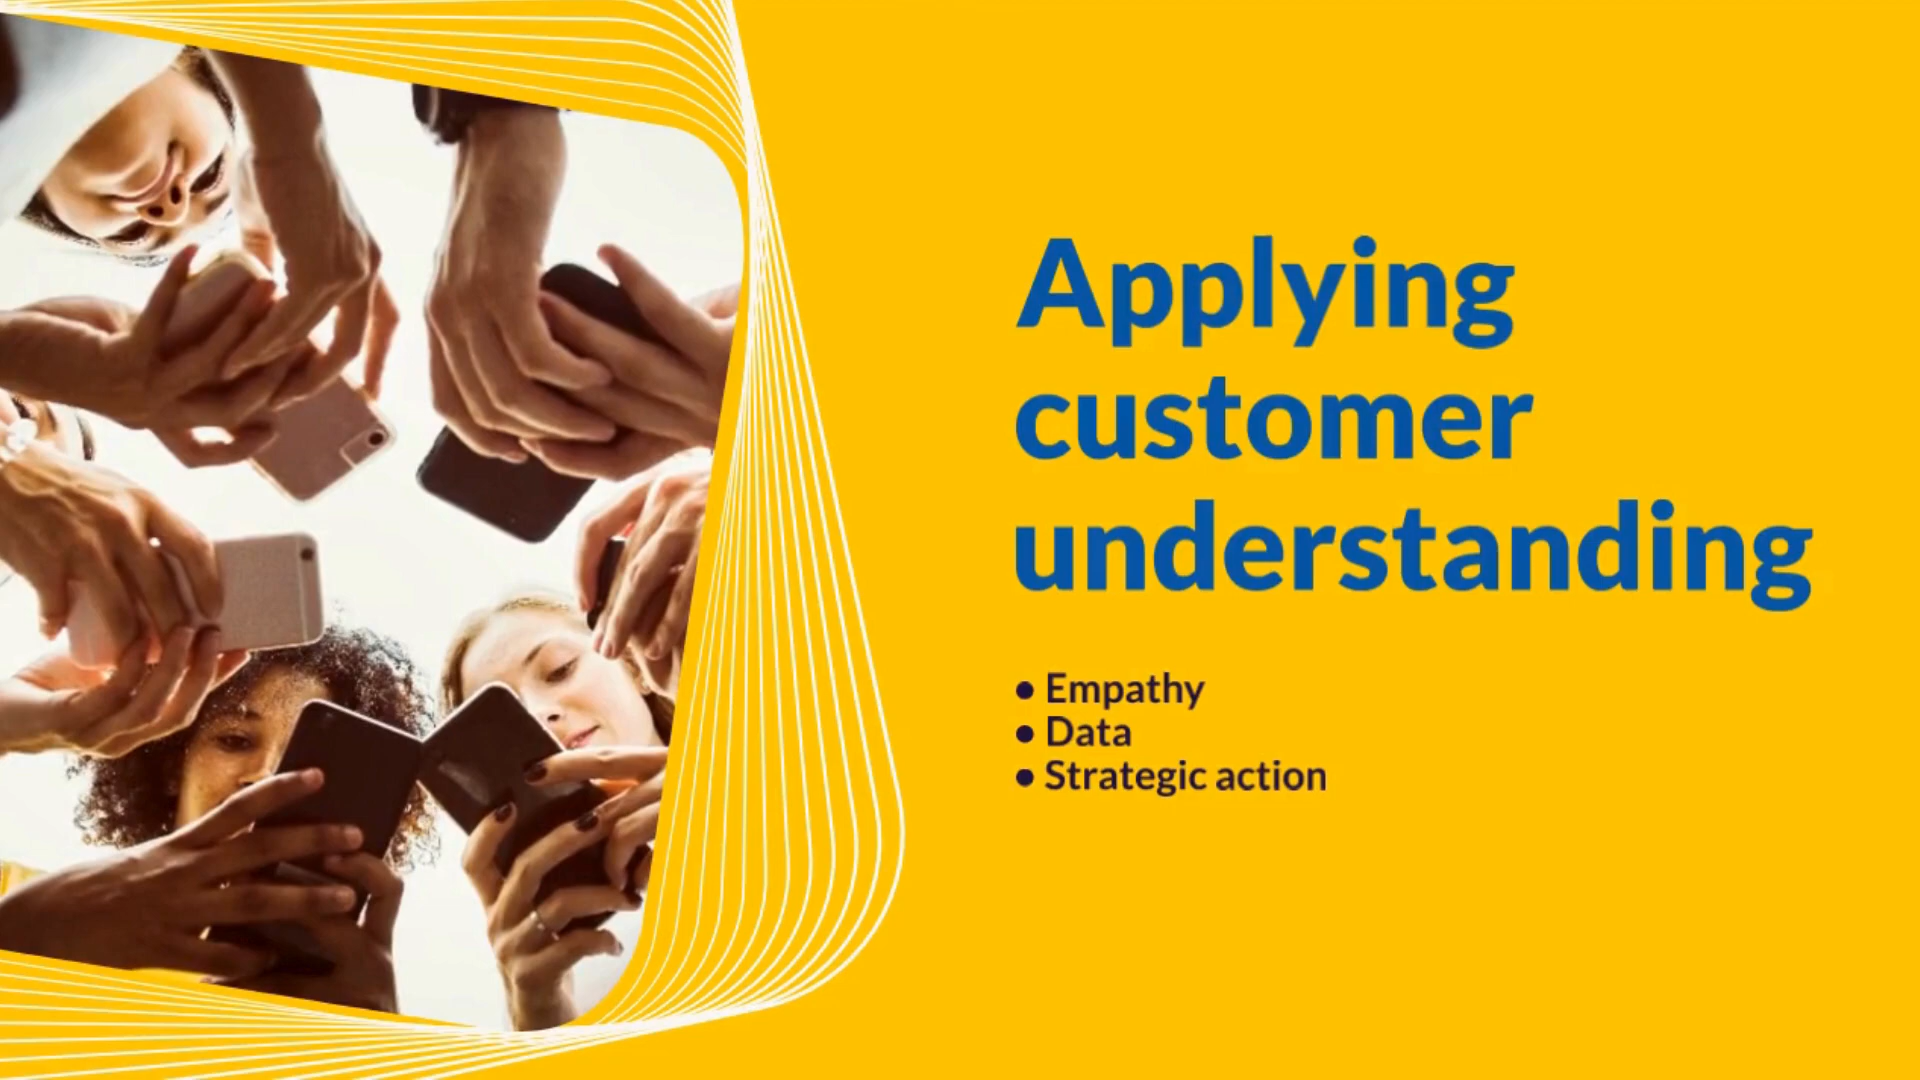 Applying
customer
understanding
• Empathy
• Data
• Strategic action